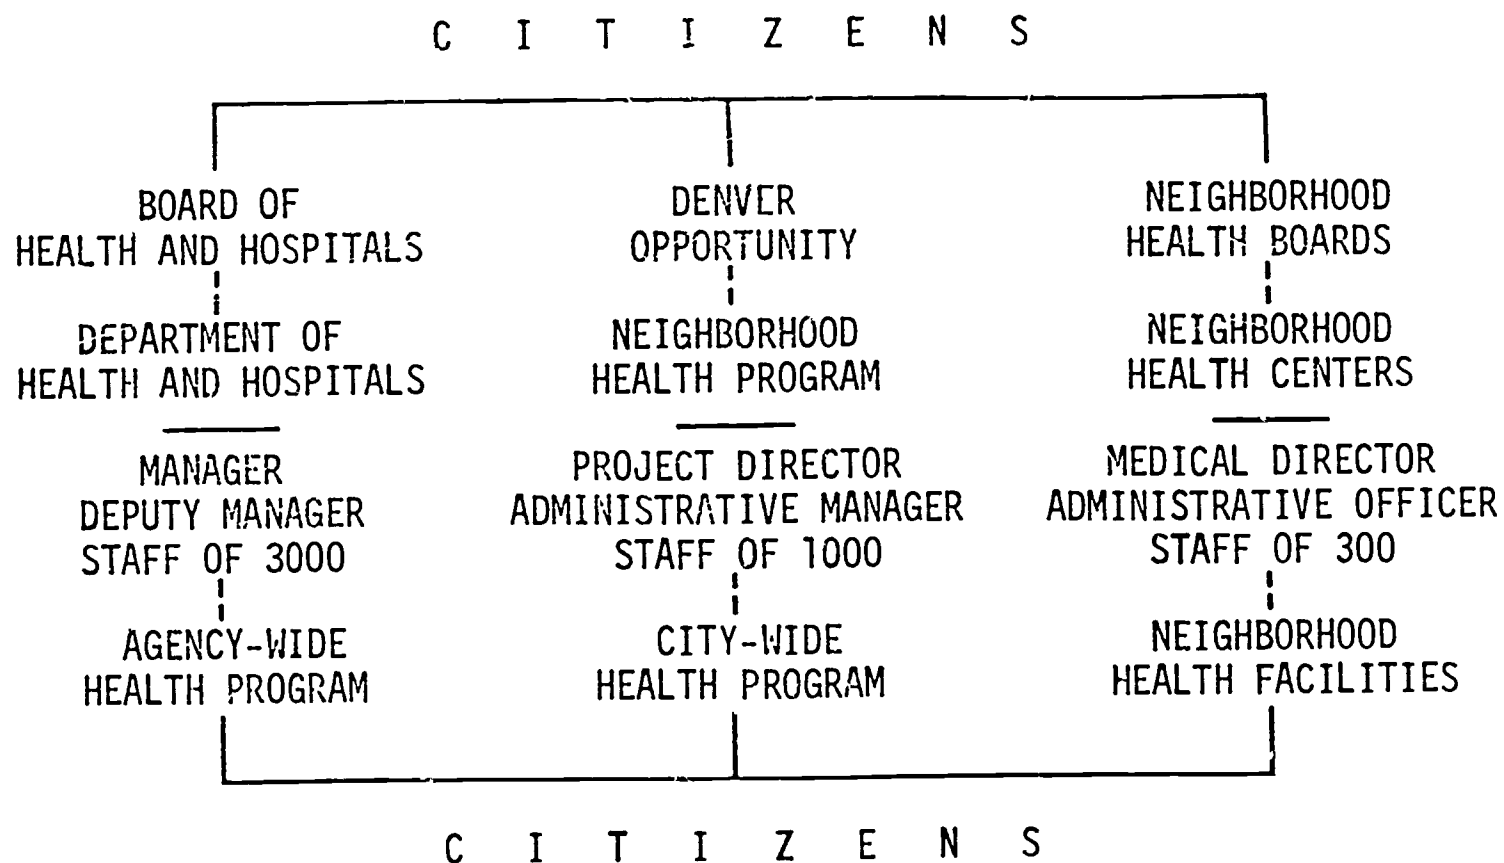 C I T I Z E N S
BOARD OF
HEALTH AND HOSPITALS
DEPARTMENT OF
HEALTH AND HOSPITALS
MANAGER
DEPUTY MANAGER
STAFF OF 3000
AGENCY-WIDE
HEALTH PROGRAM
DENVER
OPPORTUNITY
NEIGHBORHOOD
HEALTH PROGRAM
PROJECT DIRECTOR
ADMINISTRATIVE MANAGER
STAFF OF 1000
CITY-WIDE
HEALTH PROGRAM
NEIGHBORHOOD
HEALTH BOARDS
NEIGHBORHOOD
HEALTH CENTERS
MEDICAL DIRECTOR
ADMINISTRATIVE OFFICER
STAFF OF 300
NEIGHBORHOOD
HEALTH FACILITIES
C I T I Z E N S